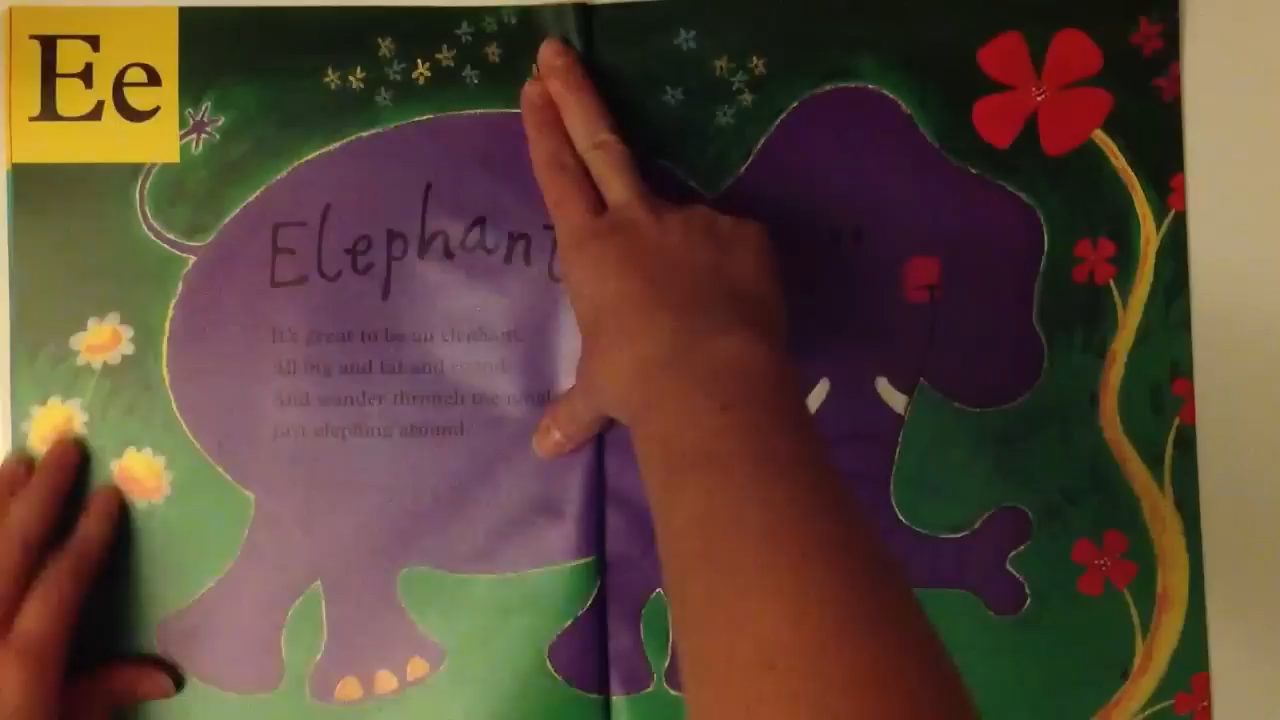 Ee
Elephant
It's great to be an elephant,
All big and fat and round,
And wander through the jungle
Just elephing around.